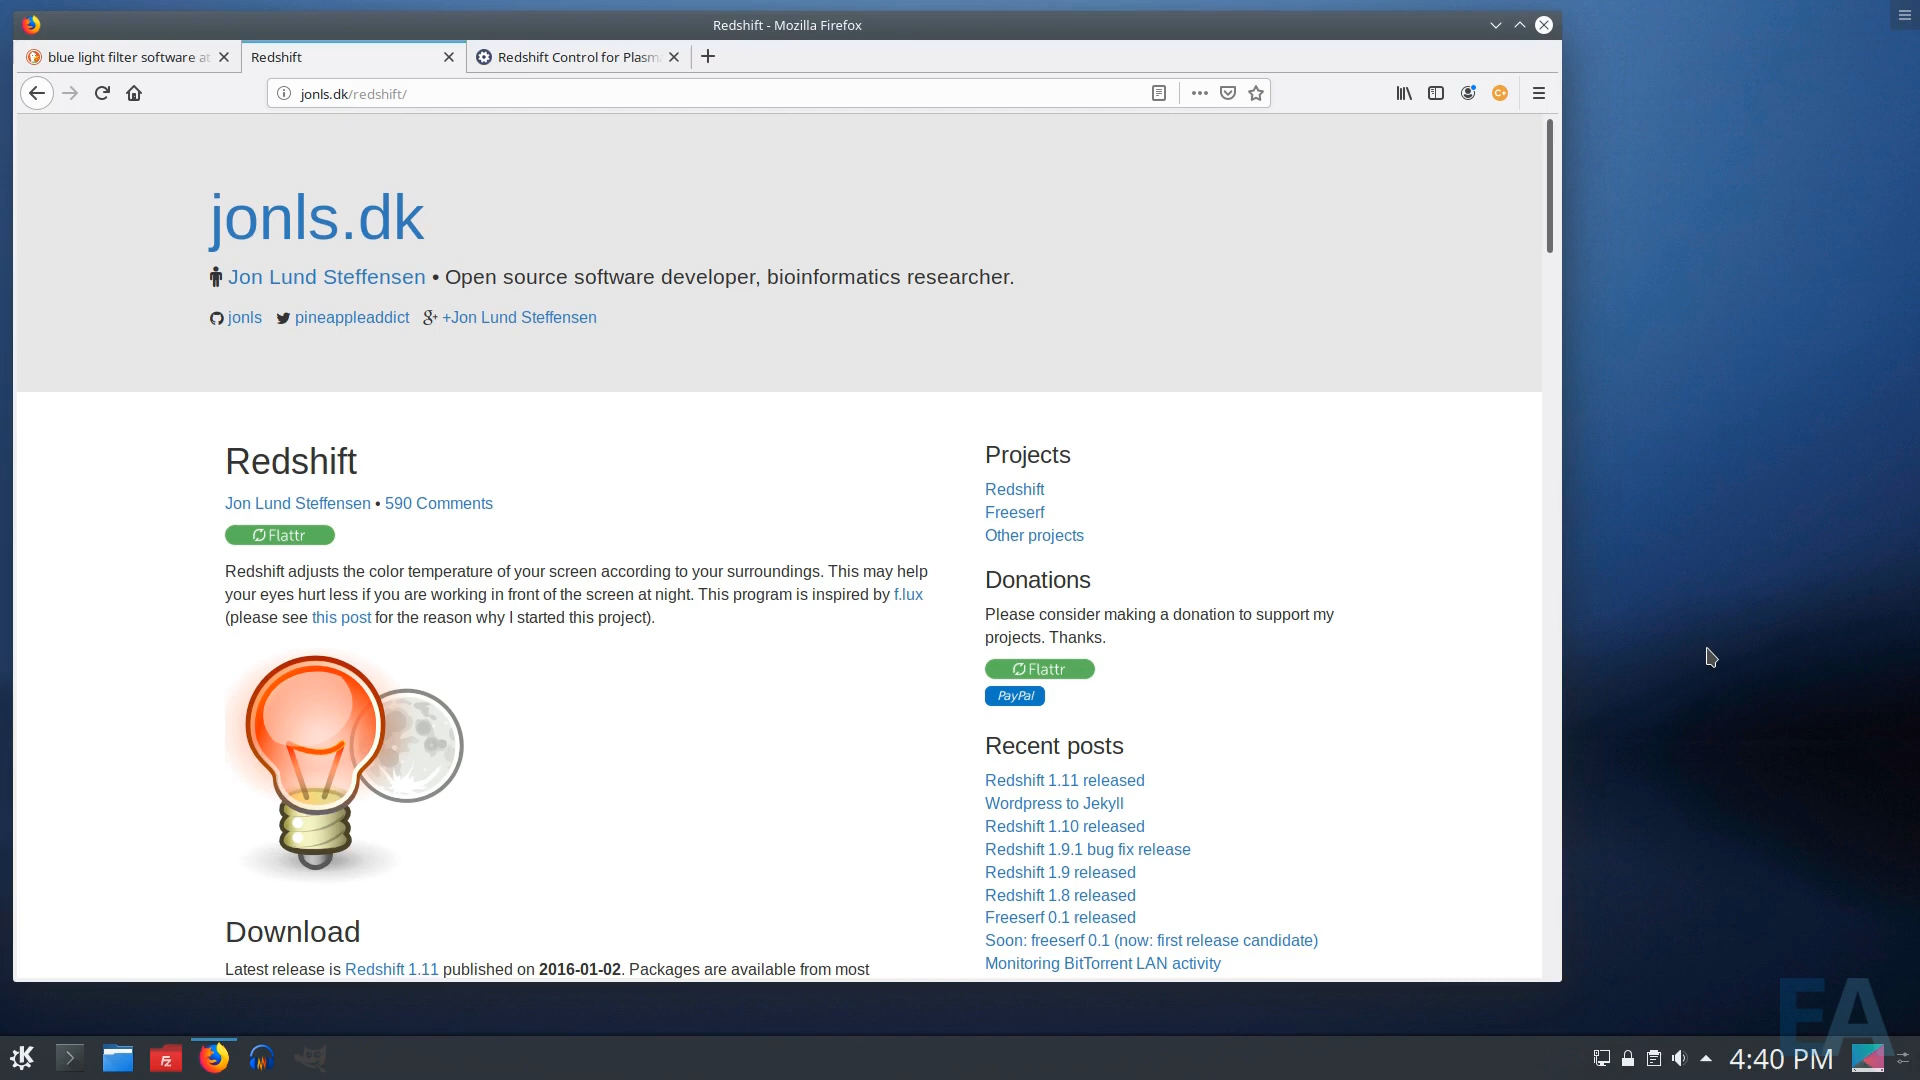 Redshift - Mozilla Firefox
blue light filter software at
Redshift
Redshift Control for Plasm
jonls.dk/redshift/
jonls.dk
Jon Lund Steffensen • Open source software developer, bioinformatics researcher.
jonls pineappleaddict +Jon Lund Steffensen
Redshift
Jon Lund Steffensen • 590 Comments
Flattr
Redshift adjusts the color temperature of your screen according to your surroundings. This may help
your eyes hurt less if you are working in front of the screen at night. This program is inspired by f.lux
(please see this post for the reason why I started this project).
Download
Latest release is Redshift 1.11 published on 2016-01-02. Packages are available from most
Projects
Redshift
Freeserf
Other projects
Donations
Please consider making a donation to support my
projects. Thanks.
Flattr
PayPal
Recent posts
Redshift 1.11 released
Wordpress to Jekyll
Redshift 1.10 released
Redshift 1.9.1 bug fix release
Redshift 1.9 released
Redshift 1.8 released
Freeserf 0.1 released
Soon: freeserf 0.1 (now: first release candidate)
Monitoring BitTorrent LAN activity
EA
4:40 PM